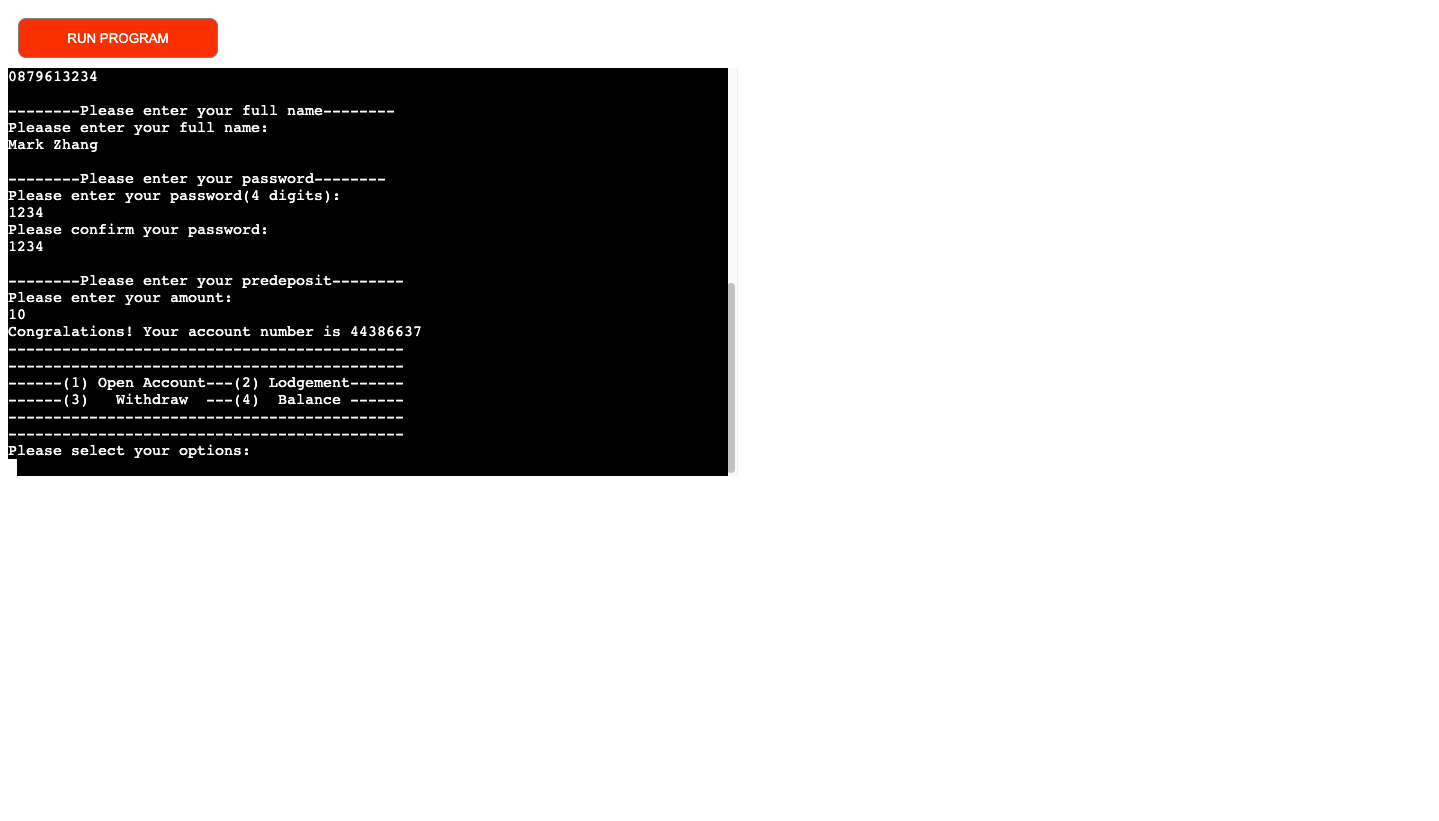 RUN PROGRAM
0879613234
--------Please enter your full name--------
Pleaase enter your full name:
Mark Zhang
--------Please enter your password--------
Please enter your password(4 digits):
1234
Please confirm your password:
1234
--------Please enter your predeposit--------
Please enter your amount:
10
Congralations! Your account number is 44386637
--------------------------------------------
--------------------------------------------
------(1) Open Account---(2) Lodgement------
------(3)   Withdraw  ---(4)  Balance ------
--------------------------------------------
--------------------------------------------
Please select your options: